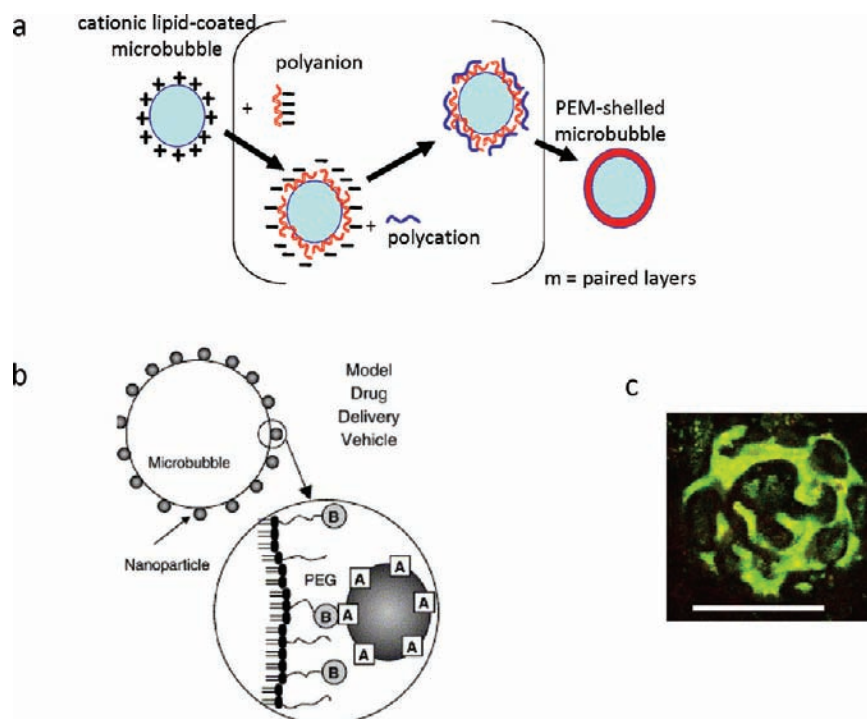 a
cationic lipid-coated
microbubble
+
polyanion
+
polycation
PEM-shelled
microbubble
m = paired layers
b
Model
Drug
Delivery
Vehicle
Microbubble
Nanoparticle
B
PEG
A
A
A
B
A
A
A
B
c